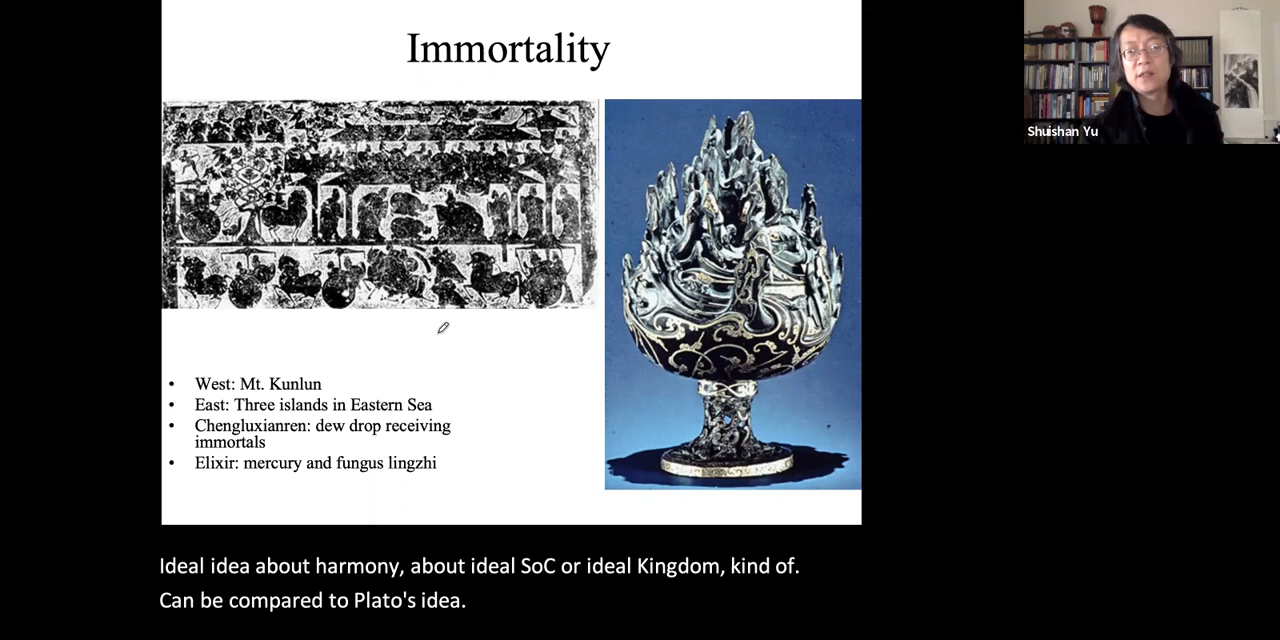 Immortality
Shuishan Yu
• West: Mt. Kunlun
• East: Three islands in Eastern Sea
• Chengluxianren: dew drop receiving
immortals
• Elixir: mercury and fungus lingzhi
Ideal idea about harmony, about ideal SoC or ideal Kingdom, kind of.
Can be compared to Plato's idea.